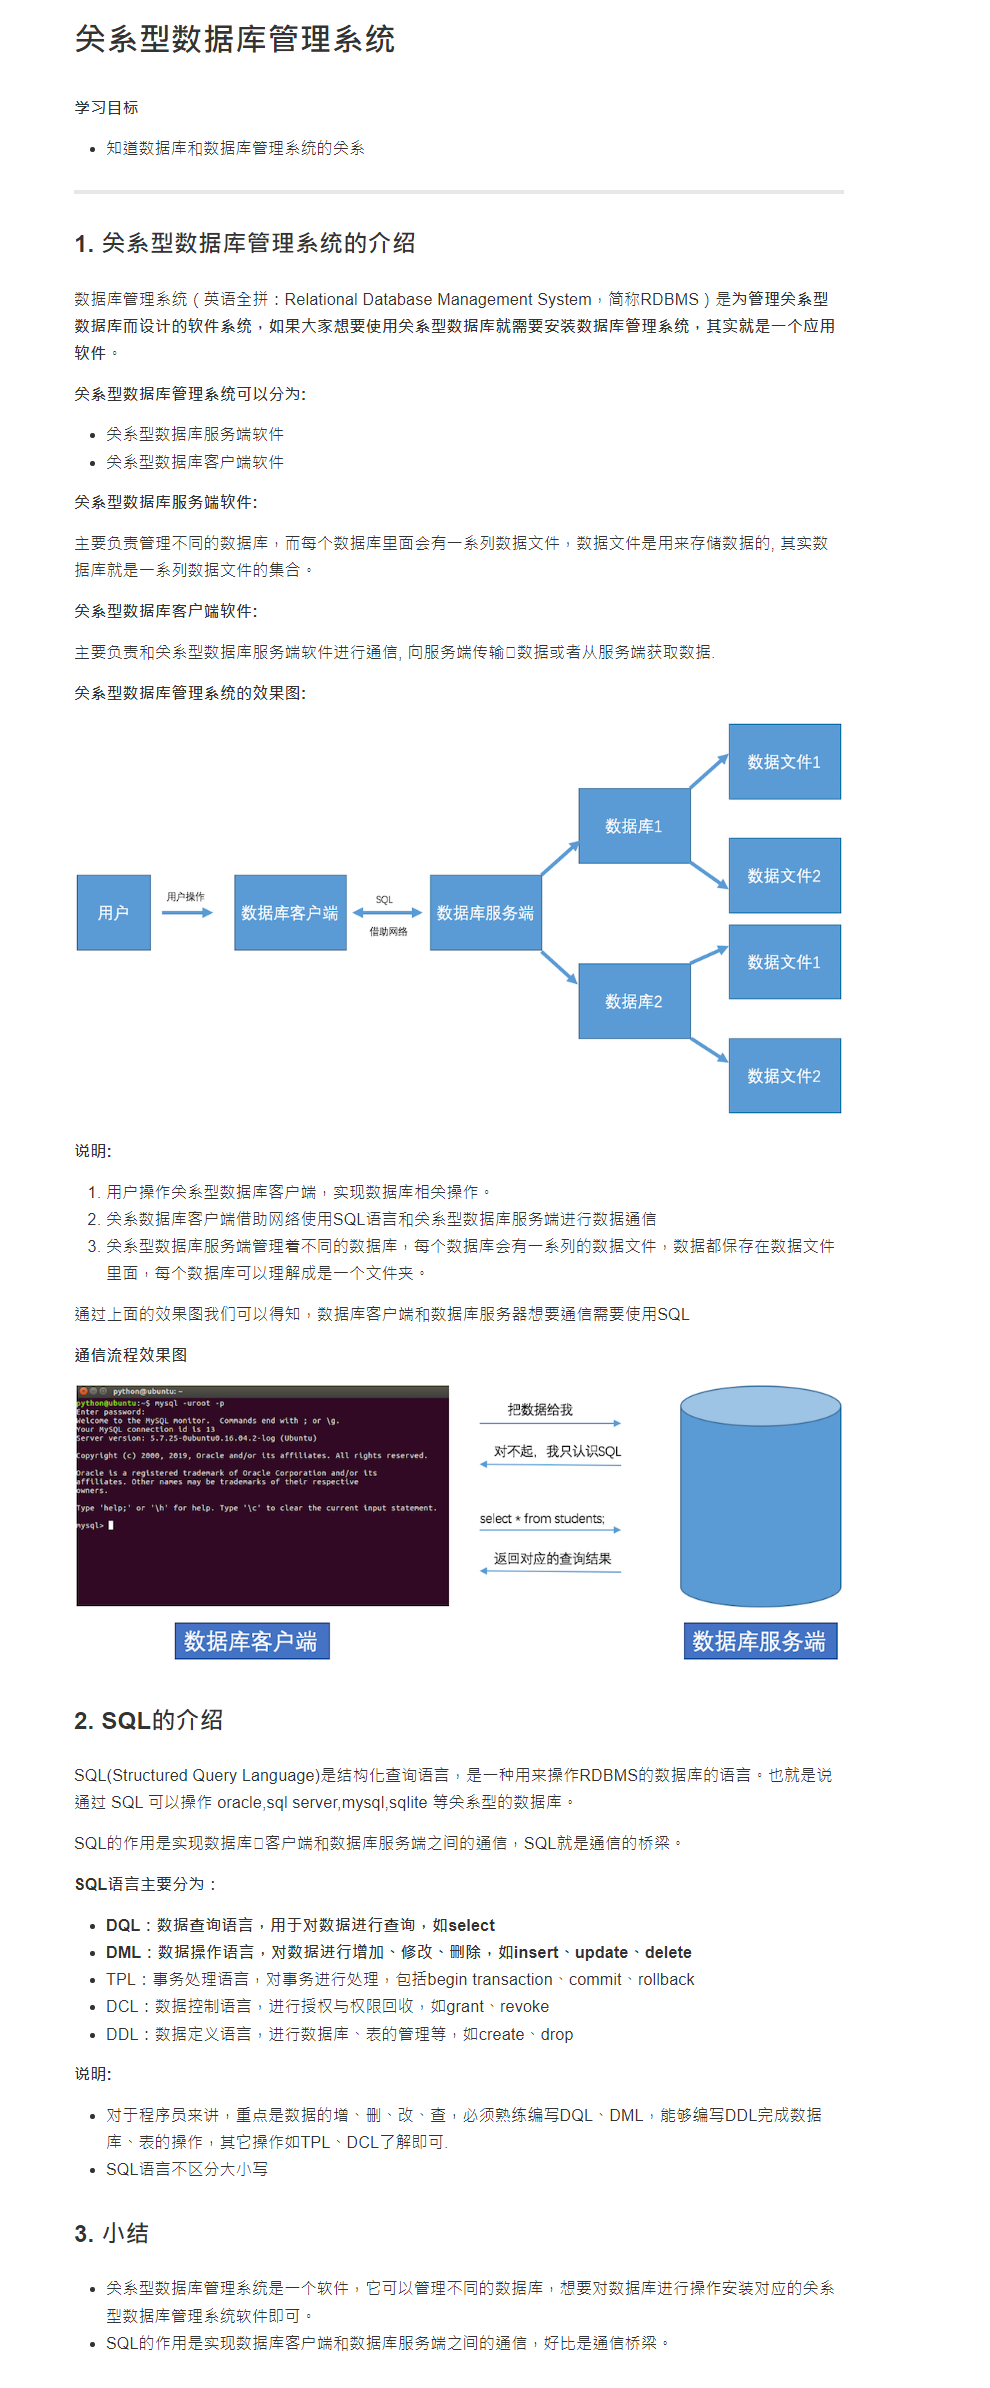 关系型数据库管理系统
学习目标
• 知道数据库和数据库管理系统的关系
1. 关系型数据库管理系统的介绍
数据库管理系统（英语全拼：Relational Database Management System，简称RDBMS）是为管理关系型
数据库而设计的软件系统，如果大家想要使用关系型数据库就需要安装数据库管理系统，其实就是一个应用
软件。
关系型数据库管理系统可以分为:
• 关系型数据库服务端软件
• 关系型数据库客户端软件
关系型数据库服务端软件:
主要负责管理不同的数据库，而每个数据库里面会有一系列数据文件，数据文件是用来存储数据的, 其实数
据库就是一系列数据文件的集合。
关系型数据库客户端软件:
主要负责和关系型数据库服务端软件进行通信, 向服务端传输数据或者从服务端获取数据.
关系型数据库管理系统的效果图:
数据文件1
数据库1
数据文件2
用户
用户操作
数据库客户端
SQL
借助网络
数据库服务端
数据文件1
数据库2
数据文件2
说明:
1. 用户操作关系型数据库客户端，实现数据库相关操作。
2. 关系数据库客户端借助网络使用SQL语言和关系型数据库服务端进行数据通信
3. 关系型数据库服务端管理着不同的数据库，每个数据库会有一系列的数据文件，数据都保存在数据文件
里面，每个数据库可以理解成是一个文件夹。
通过上面的效果图我们可以得知，数据库客户端和数据库服务器想要通信需要使用SQL
通信流程效果图
python@ubuntu: ~
python@ubuntu:~$ mysql -uroot -p
Enter password:
Welcome to the MySQL monitor.  Commands end with ; or \g.
Your MySQL connection id is 13
Server version: 5.7.25-0ubuntu0.16.04.2-log (Ubuntu)
Copyright (c) 2000, 2019, Oracle and/or its affiliates. All rights reserved.
Oracle is a registered trademark of Oracle Corporation and/or its
affiliates. Other names may be trademarks of their respective
owners.
Type 'help;' or '\h' for help. Type '\c' to clear the current input statement.
mysql>
把数据给我
对不起，我只认识SQL
select * from students;
返回对应的查询结果
数据库客户端
数据库服务端
2. SQL的介绍
SQL(Structured Query Language)是结构化查询语言，是一种用来操作RDBMS的数据库的语言。也就是说
通过 SQL 可以操作 oracle,sql server,mysql,sqlite 等关系型的数据库。
SQL的作用是实现数据库客户端和数据库服务端之间的通信，SQL就是通信的桥梁。
SQL语言主要分为：
• DQL：数据查询语言，用于对数据进行查询，如select
• DML：数据操作语言，对数据进行增加、修改、删除，如insert、update、delete
• TPL：事务处理语言，对事务进行处理，包括begin transaction、commit、rollback
• DCL：数据控制语言，进行授权与权限回收，如grant、revoke
• DDL：数据定义语言，进行数据库、表的管理等，如create、drop
说明:
• 对于程序员来讲，重点是数据的增、删、改、查，必须熟练编写DQL、DML，能够编写DDL完成数据
库、表的操作，其它操作如TPL、DCL了解即可.
• SQL语言不区分大小写
3. 小结
• 关系型数据库管理系统是一个软件，它可以管理不同的数据库，想要对数据库进行操作安装对应的关系
型数据库管理系统软件即可。
• SQL的作用是实现数据库客户端和数据库服务端之间的通信，好比是通信桥梁。